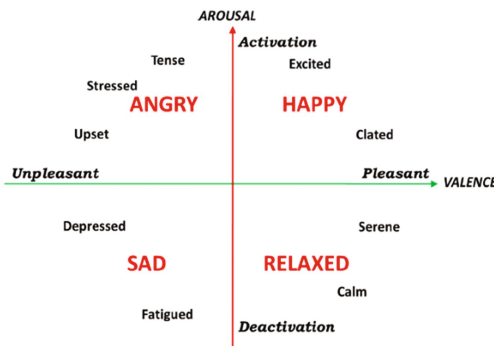 AROUSAL
Activation
Tense
Excited
Stressed
ANGRY
HAPPY
Upset
Clated
Unpleasant
Pleasant
VALENCE
Depressed
Serene
SAD
RELAXED
Calm
Fatigued
Deactivation